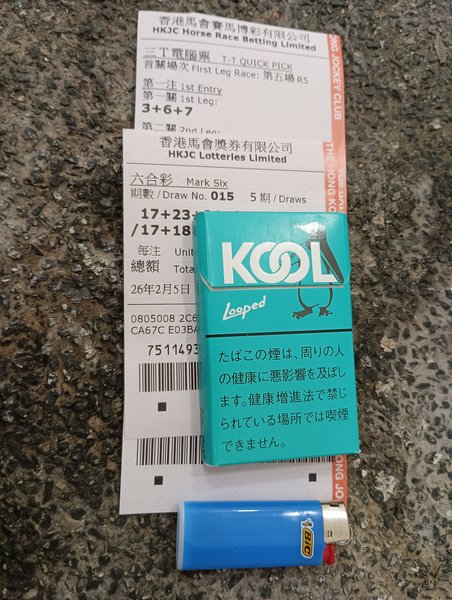 香港馬會賽馬博彩有限公司
HKJC Horse Race Betting Limited
三T電腦票 T-T QUICK PICK
首關場次 First Leg Race: 第五場 R5
第一注 1st Entry
第一關 1st Leg:
3+6+7
第二關 2nd Leg:
JOCKEY CLUB
香港馬會獎券有限公司
HKJC Lotteries Limited
六合彩 Mark Six
期數/Draw No. 015 5期/Draws
17+23+
/17+18
每注 Unit
總額 Tota
26年2月5日
0805008 2C6
CA67C E03BA
7511493
THE HONG KO
KOOL
Looped
たばこの煙は、周りの人
の健康に悪影響を及ぼし
ます。健康増進法で禁じ
られている場所では喫煙
できません。
BIC